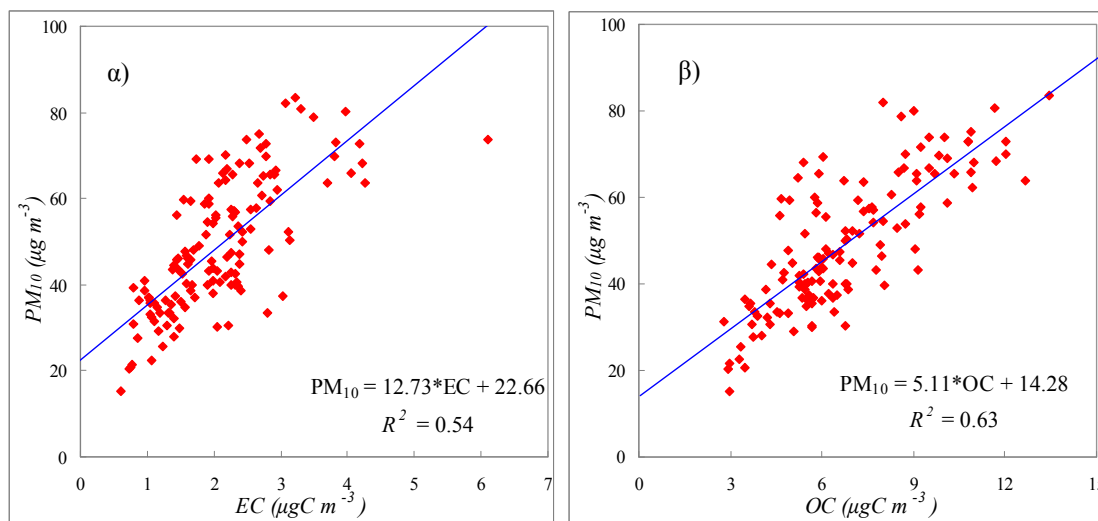 α)
PM₁₀ (μg m⁻³)
100
80
60
40
20
0
PM₁₀ = 12.73*EC + 22.66
R² = 0.54
0 1 2 3 4 5 6 7
EC (μgC m⁻³)
β)
PM₁₀ (μg m⁻³)
100
80
60
40
20
0
PM₁₀ = 5.11*OC + 14.28
R² = 0.63
0 3 6 9 12
OC (μgC m⁻³)